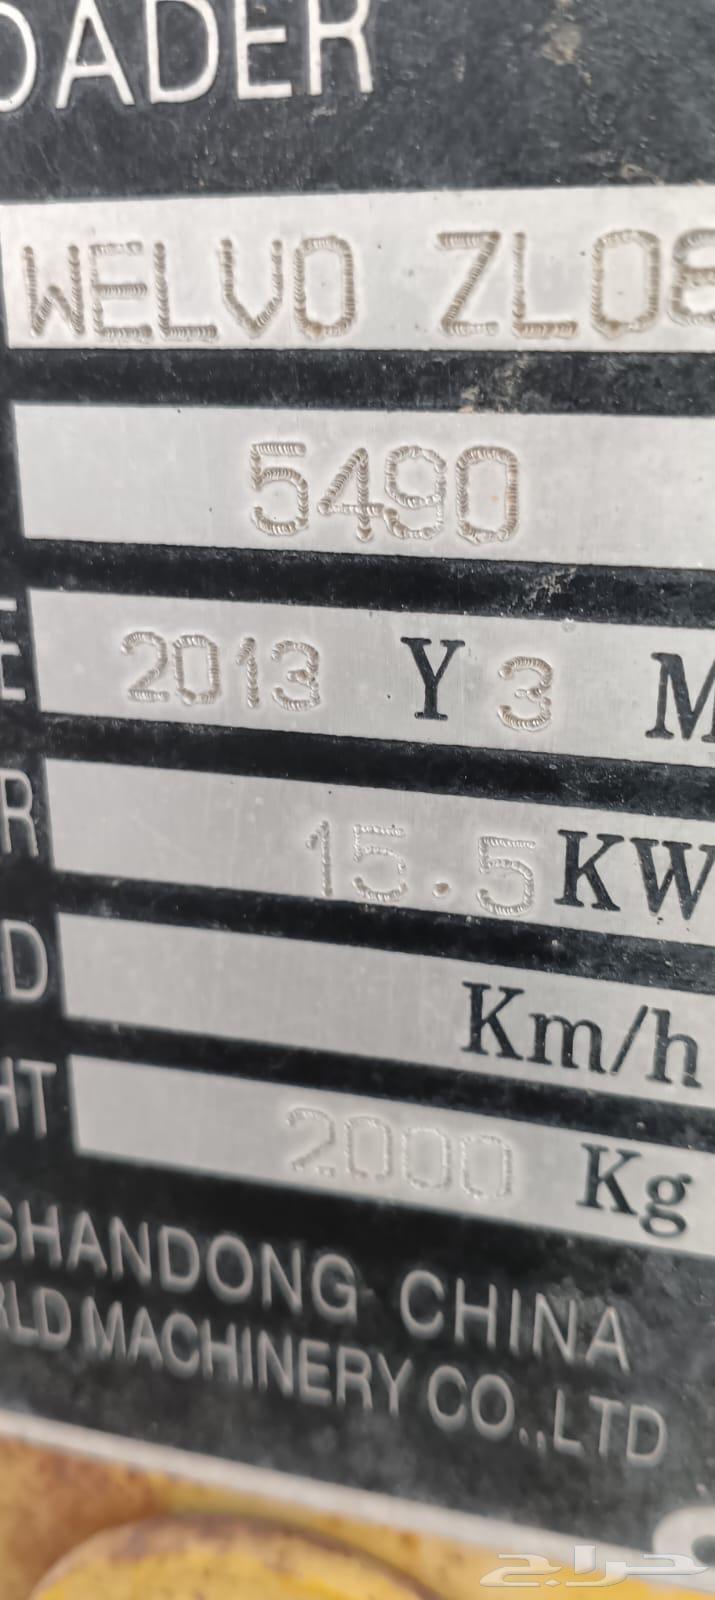 OADER
WELVO ZL08
5490
E 2013 Y 3 M
R 15.5 KW
D Km/h
HT 2000 Kg
SHANDONG CHINA
RLD MACHINERY CO.,LTD
حراج